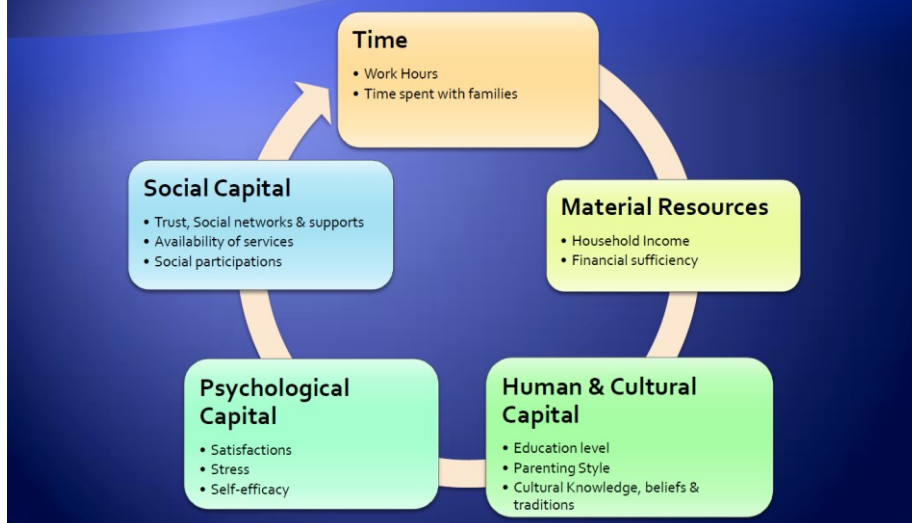 Time
• Work Hours
• Time spent with families
Material Resources
• Household Income
• Financial sufficiency
Human & Cultural
Capital
• Education level
• Parenting Style
• Cultural Knowledge, beliefs &
traditions
Psychological
Capital
• Satisfactions
• Stress
• Self-efficacy
Social Capital
• Trust, Social networks & supports
• Availability of services
• Social participations